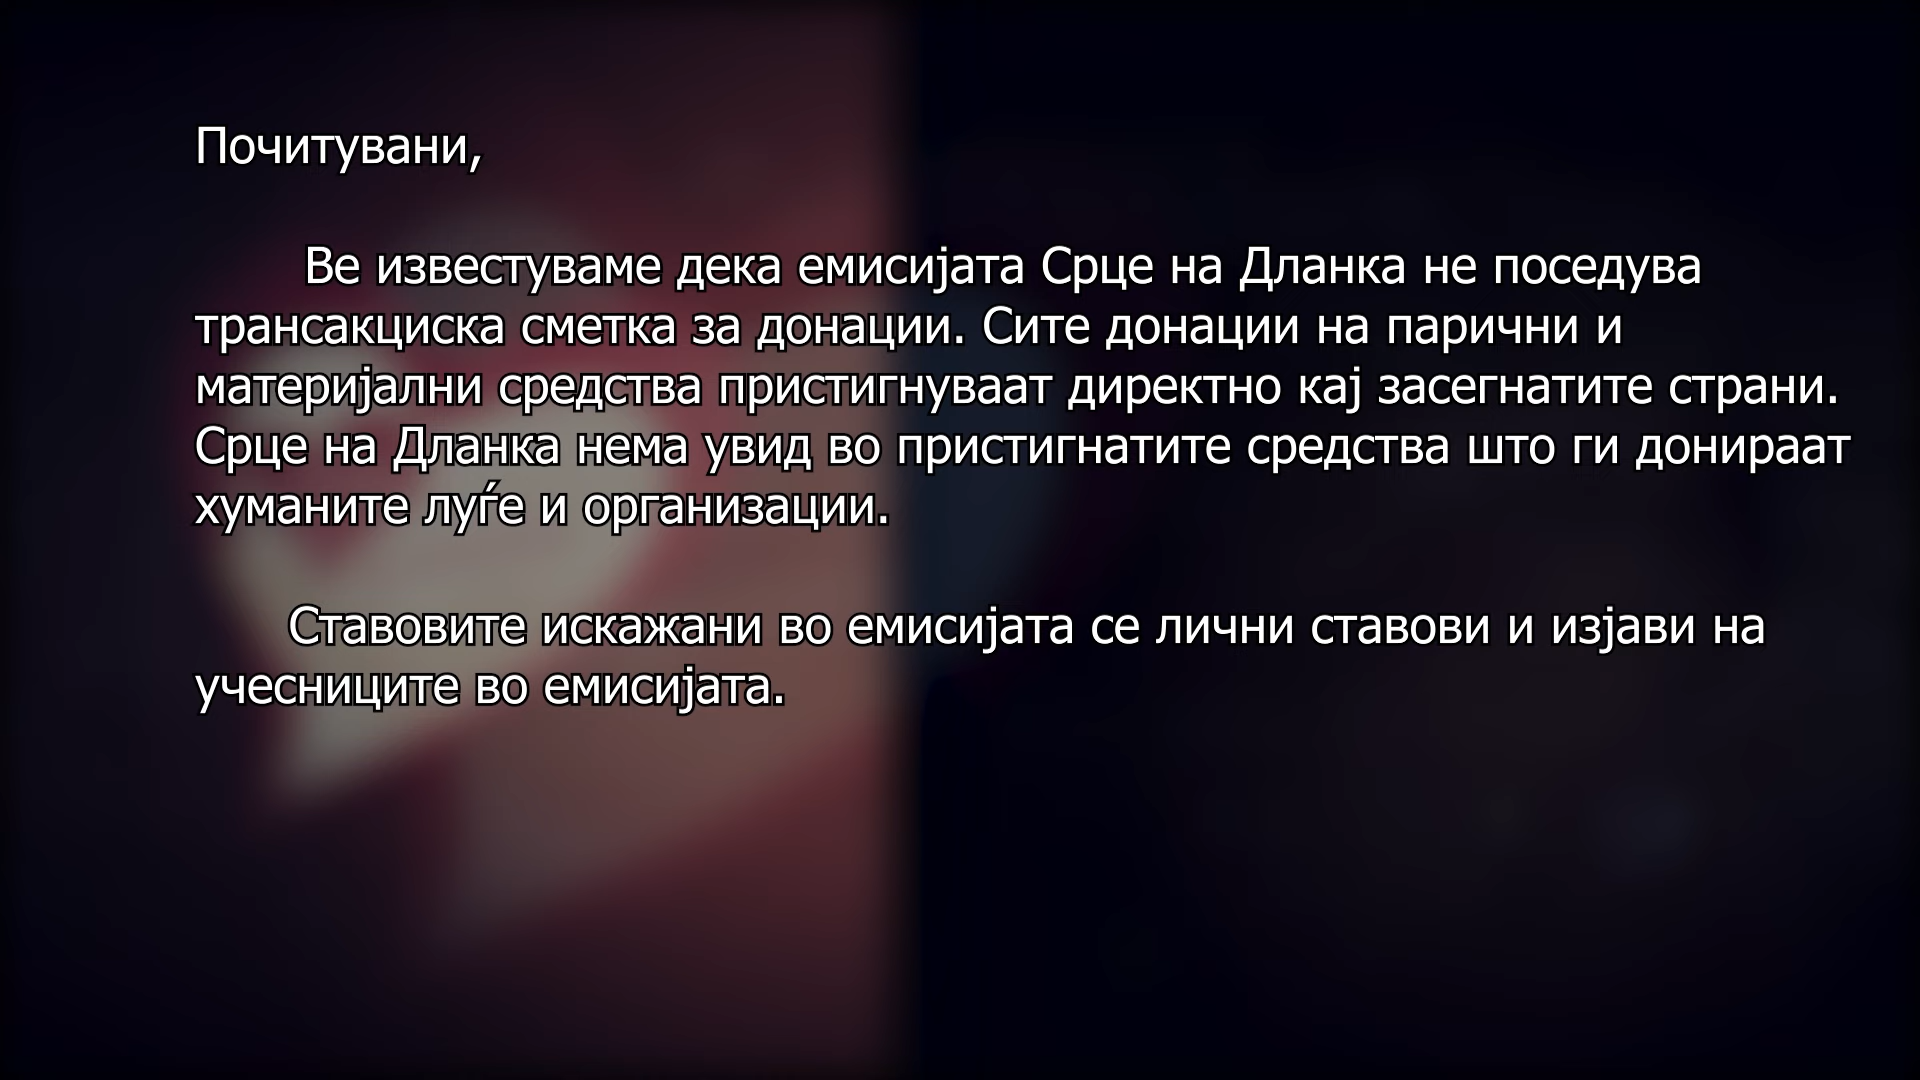 Почитувани,
Ве известуваме дека емисијата Срце на Дланка не поседува
трансакциска сметка за донации. Сите донации на парични и
материјални средства пристигнуваат директно кај засегнатите страни.
Срце на Дланка нема увид во пристигнатите средства што ги донираат
хуманите луѓе и организации.
Ставовите искажани во емисијата се лични ставови и изјави на
учесниците во емисијата.